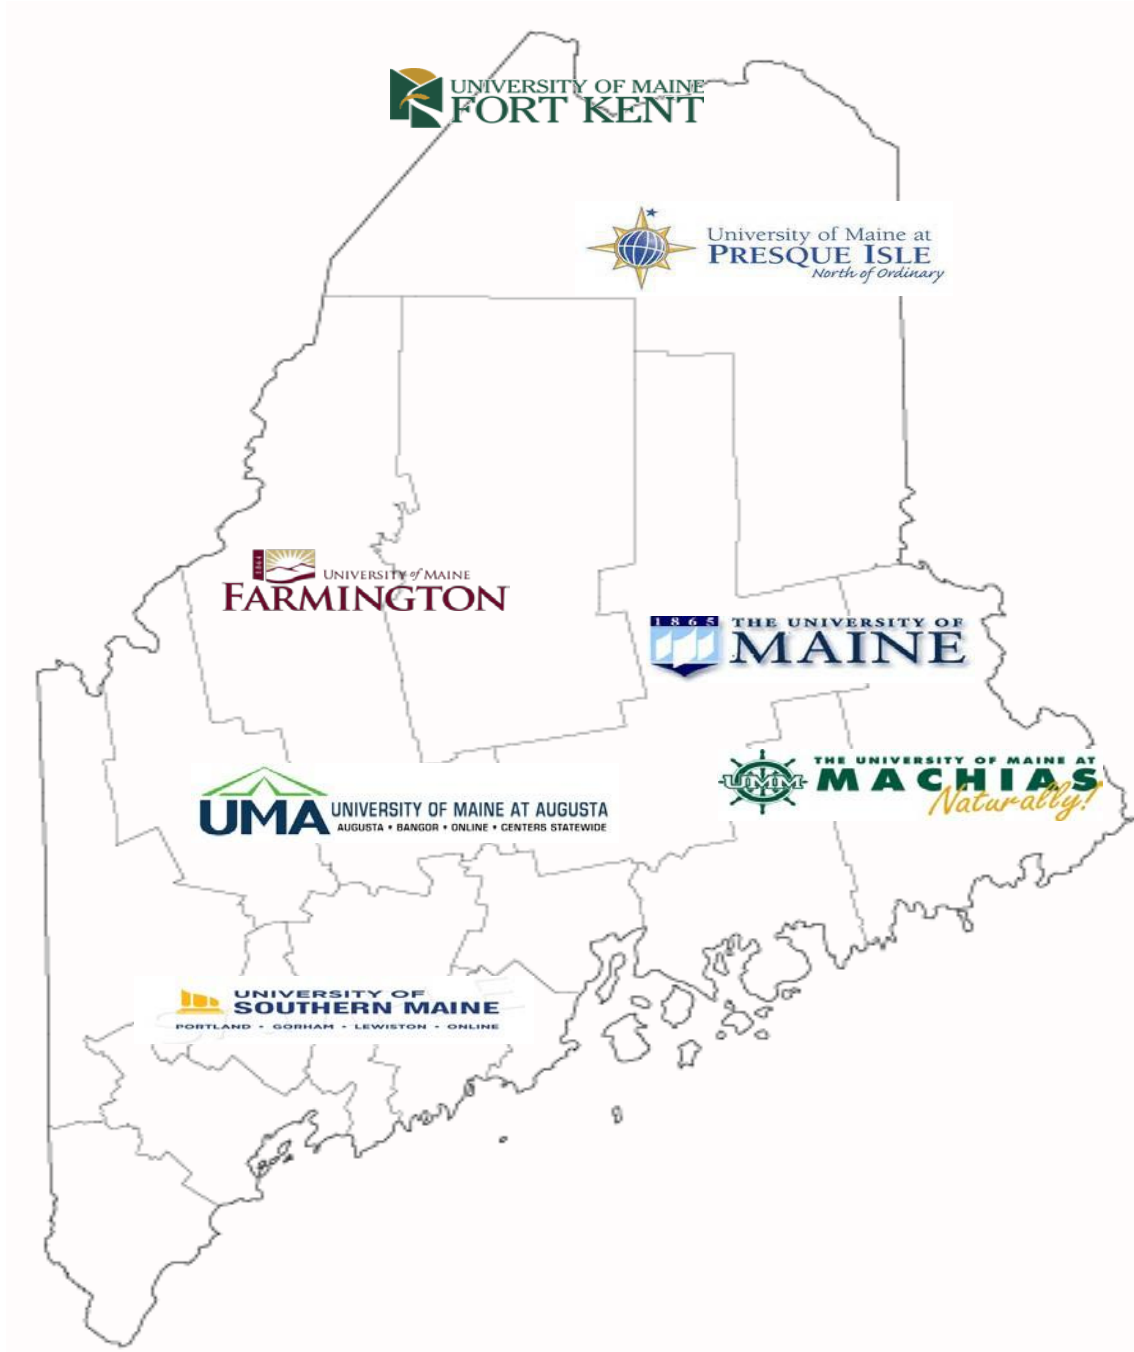 UNIVERSITY OF MAINE
FORT KENT
University of Maine at
PRESQUE ISLE
North of Ordinary
1864
UNIVERSITY of MAINE
FARMINGTON
1865
THE UNIVERSITY OF
MAINE
THE UNIVERSITY OF MAINE AT
UMM
MACHIAS
Naturally!
UMA
UNIVERSITY OF MAINE AT AUGUSTA
AUGUSTA • BANGOR • ONLINE • CENTERS STATEWIDE
UNIVERSITY OF
SOUTHERN MAINE
PORTLAND • GORHAM • LEWISTON • ONLINE